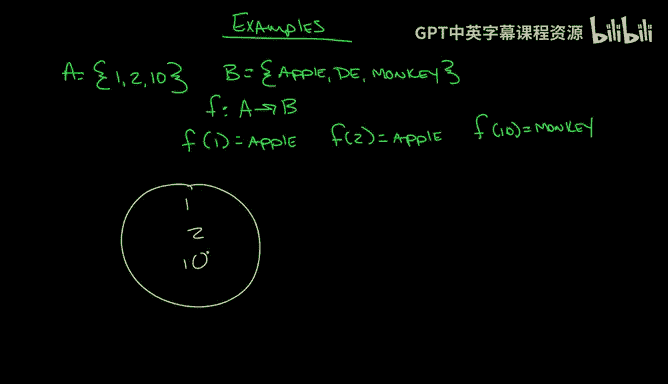 EXAMPLES
GPT中英字幕课程资源 bilibili
A = {1, 2, 10} B = {APPLE, DE, MONKEY}
f: A → B
f(1) = APPLE f(2) = APPLE f(10) = MONKEY
1
2
10